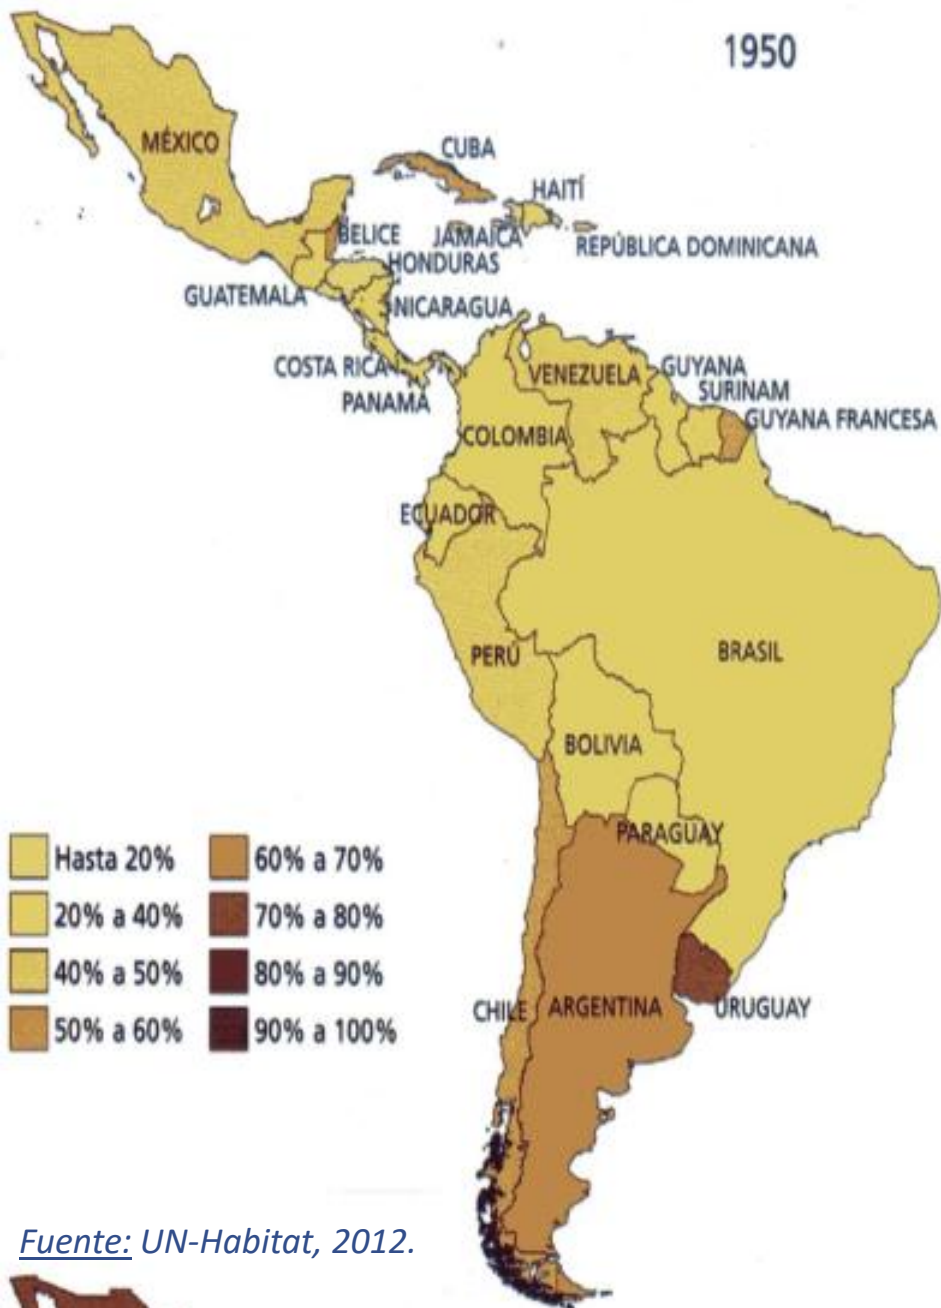 1950
MÉXICO
CUBA
HAITÍ
BELICE
JAMAICA
REPÚBLICA DOMINICANA
HONDURAS
GUATEMALA
NICARAGUA
COSTA RICA
PANAMÁ
VENEZUELA
GUYANA
SURINAM
GUYANA FRANCESA
COLOMBIA
ECUADOR
PERÚ
BRASIL
BOLIVIA
PARAGUAY
CHILE
ARGENTINA
URUGUAY
Hasta 20%
20% a 40%
40% a 50%
50% a 60%
60% a 70%
70% a 80%
80% a 90%
90% a 100%
Fuente: UN-Habitat, 2012.